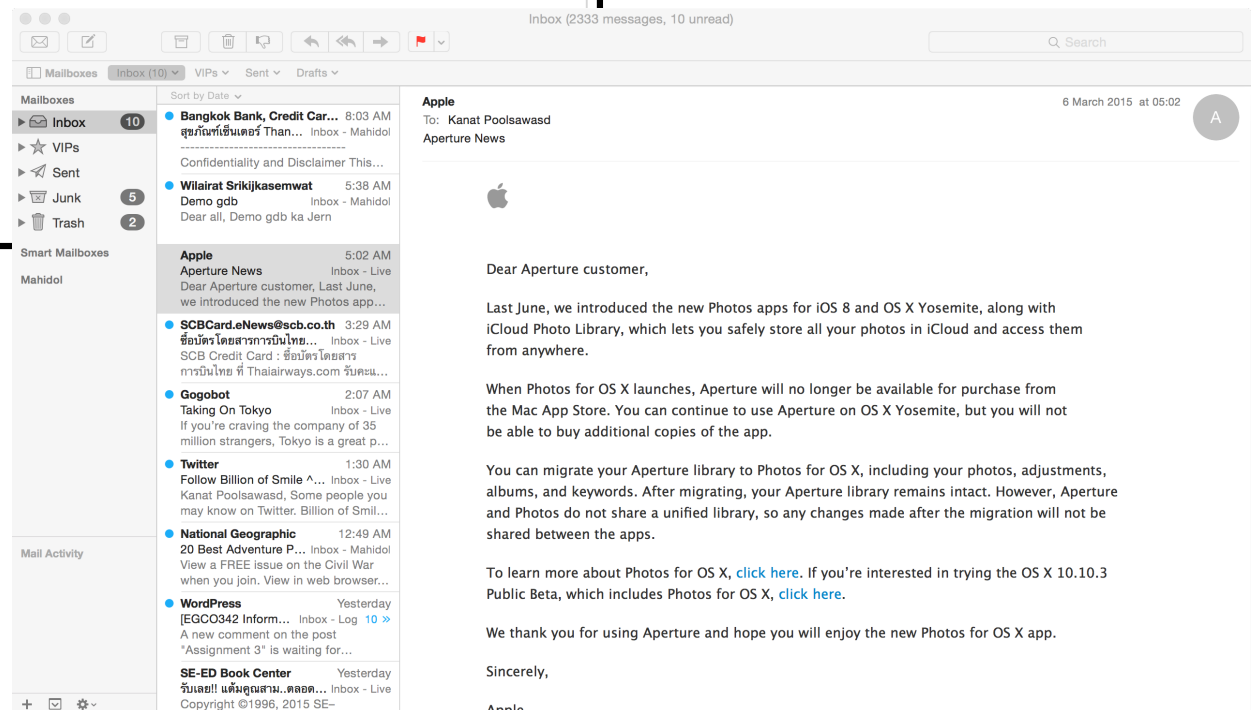 Inbox (2333 messages, 10 unread)
Search
Mailboxes Inbox (10) VIPs Sent Drafts
Mailboxes
Inbox 10
VIPs
Sent
Junk 5
Trash 2
Smart Mailboxes
Mahidol
Mail Activity
Sort by Date
Bangkok Bank, Credit Car... 8:03 AM
สุขภัณฑ์เซ็นเตอร์ Than... Inbox - Mahidol
----------------------------------
Confidentiality and Disclaimer This…
Wilairat Srikijkasemwat 5:38 AM
Demo gdb Inbox - Mahidol
Dear all, Demo gdb ka Jern
Apple 5:02 AM
Aperture News Inbox - Live
Dear Aperture customer, Last June,
we introduced the new Photos app…
SCBCard.eNews@scb.co.th 3:29 AM
ซื้อบัตรโดยสารการบินไทย… Inbox - Live
SCB Credit Card : ซื้อบัตรโดยสาร
การบินไทย ที่ Thaiairways.com รับคะแ…
Gogobot 2:07 AM
Taking On Tokyo Inbox - Live
If you're craving the company of 35
million strangers, Tokyo is a great p…
Twitter 1:30 AM
Follow Billion of Smile ^… Inbox - Live
Kanat Poolsawasd, Some people you
may know on Twitter. Billion of Smil…
National Geographic 12:49 AM
20 Best Adventure P… Inbox - Mahidol
View a FREE issue on the Civil War
when you join. View in web browser…
WordPress Yesterday
[EGCO342 Inform… Inbox - Log 10 »
A new comment on the post
"Assignment 3" is waiting for…
SE-ED Book Center Yesterday
รับเลย!! แต้มคูณสาม..ตลอด… Inbox - Live
Copyright ©1996, 2015 SE–
Apple 6 March 2015 at 05:02
A
To: Kanat Poolsawasd
Aperture News
Dear Aperture customer,
Last June, we introduced the new Photos apps for iOS 8 and OS X Yosemite, along with
iCloud Photo Library, which lets you safely store all your photos in iCloud and access them
from anywhere.
When Photos for OS X launches, Aperture will no longer be available for purchase from
the Mac App Store. You can continue to use Aperture on OS X Yosemite, but you will not
be able to buy additional copies of the app.
You can migrate your Aperture library to Photos for OS X, including your photos, adjustments,
albums, and keywords. After migrating, your Aperture library remains intact. However, Aperture
and Photos do not share a unified library, so any changes made after the migration will not be
shared between the apps.
To learn more about Photos for OS X, click here. If you're interested in trying the OS X 10.10.3
Public Beta, which includes Photos for OS X, click here.
We thank you for using Aperture and hope you will enjoy the new Photos for OS X app.
Sincerely,
Apple